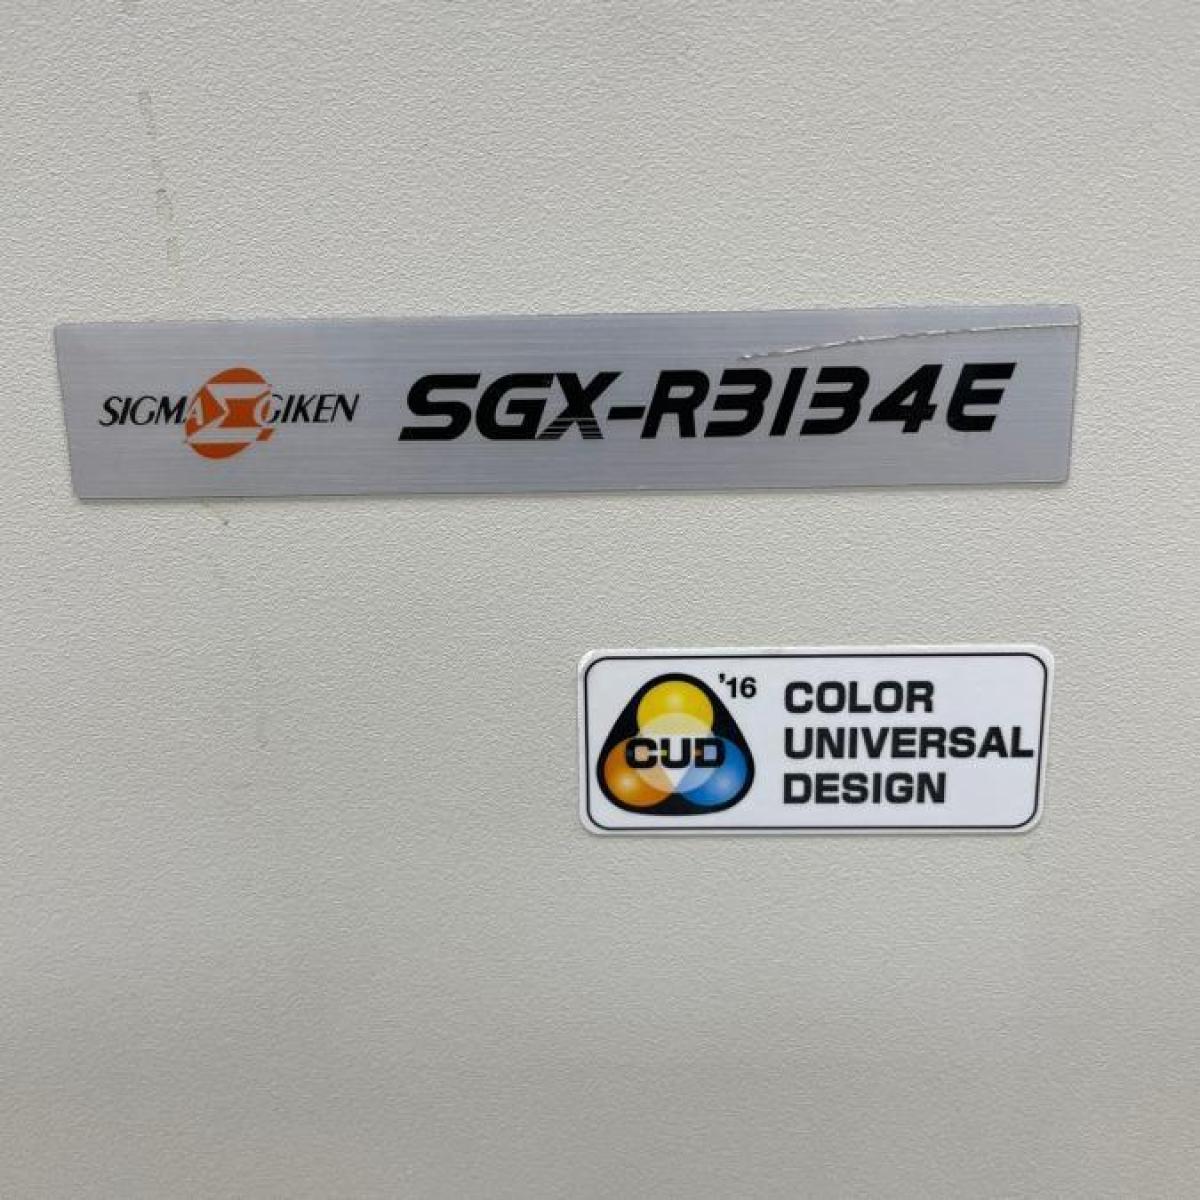 SIGMA Σ GIKEN SGX-R3134E
CUD '16
COLOR
UNIVERSAL
DESIGN